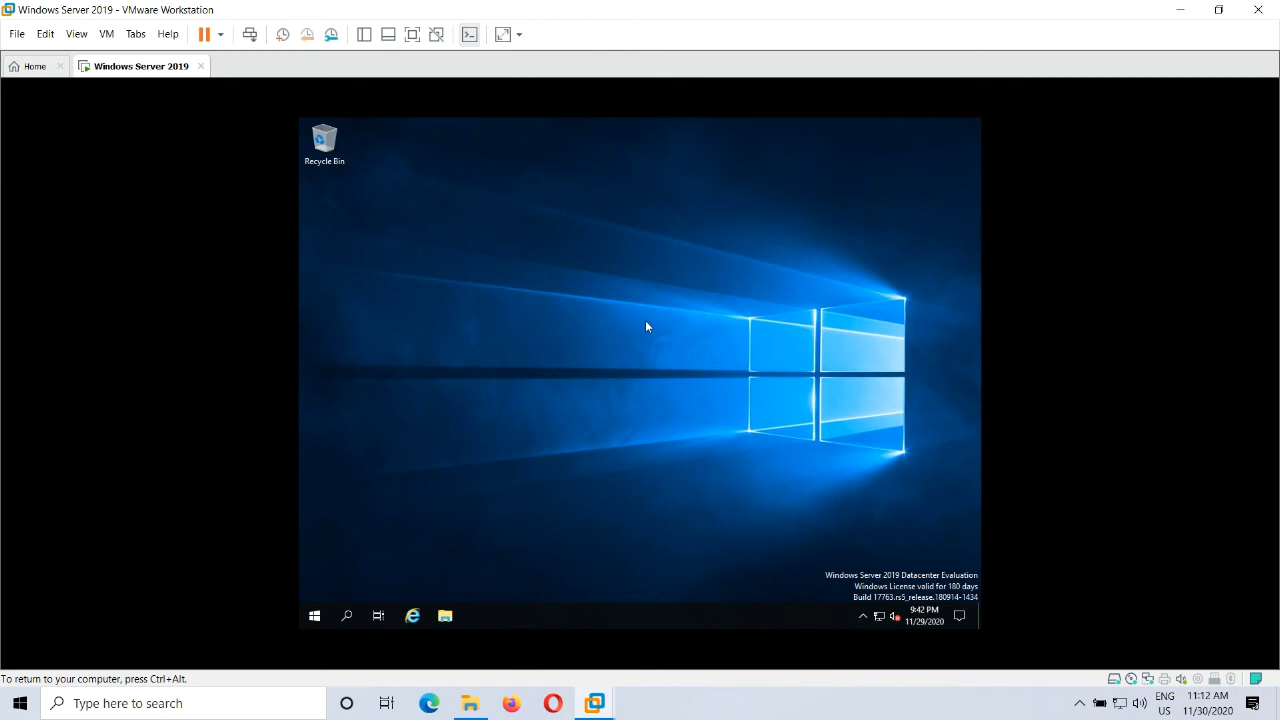 Windows Server 2019 - VMware Workstation
File Edit View VM Tabs Help
Home Windows Server 2019
Recycle Bin
Windows Server 2019 Datacenter Evaluation
Windows License valid for 180 days
Build 17763.rs5_release.180914-1434
9:42 PM
11/29/2020
To return to your computer, press Ctrl+Alt.
Type here to search
ENG
US
11:12 AM
11/30/2020